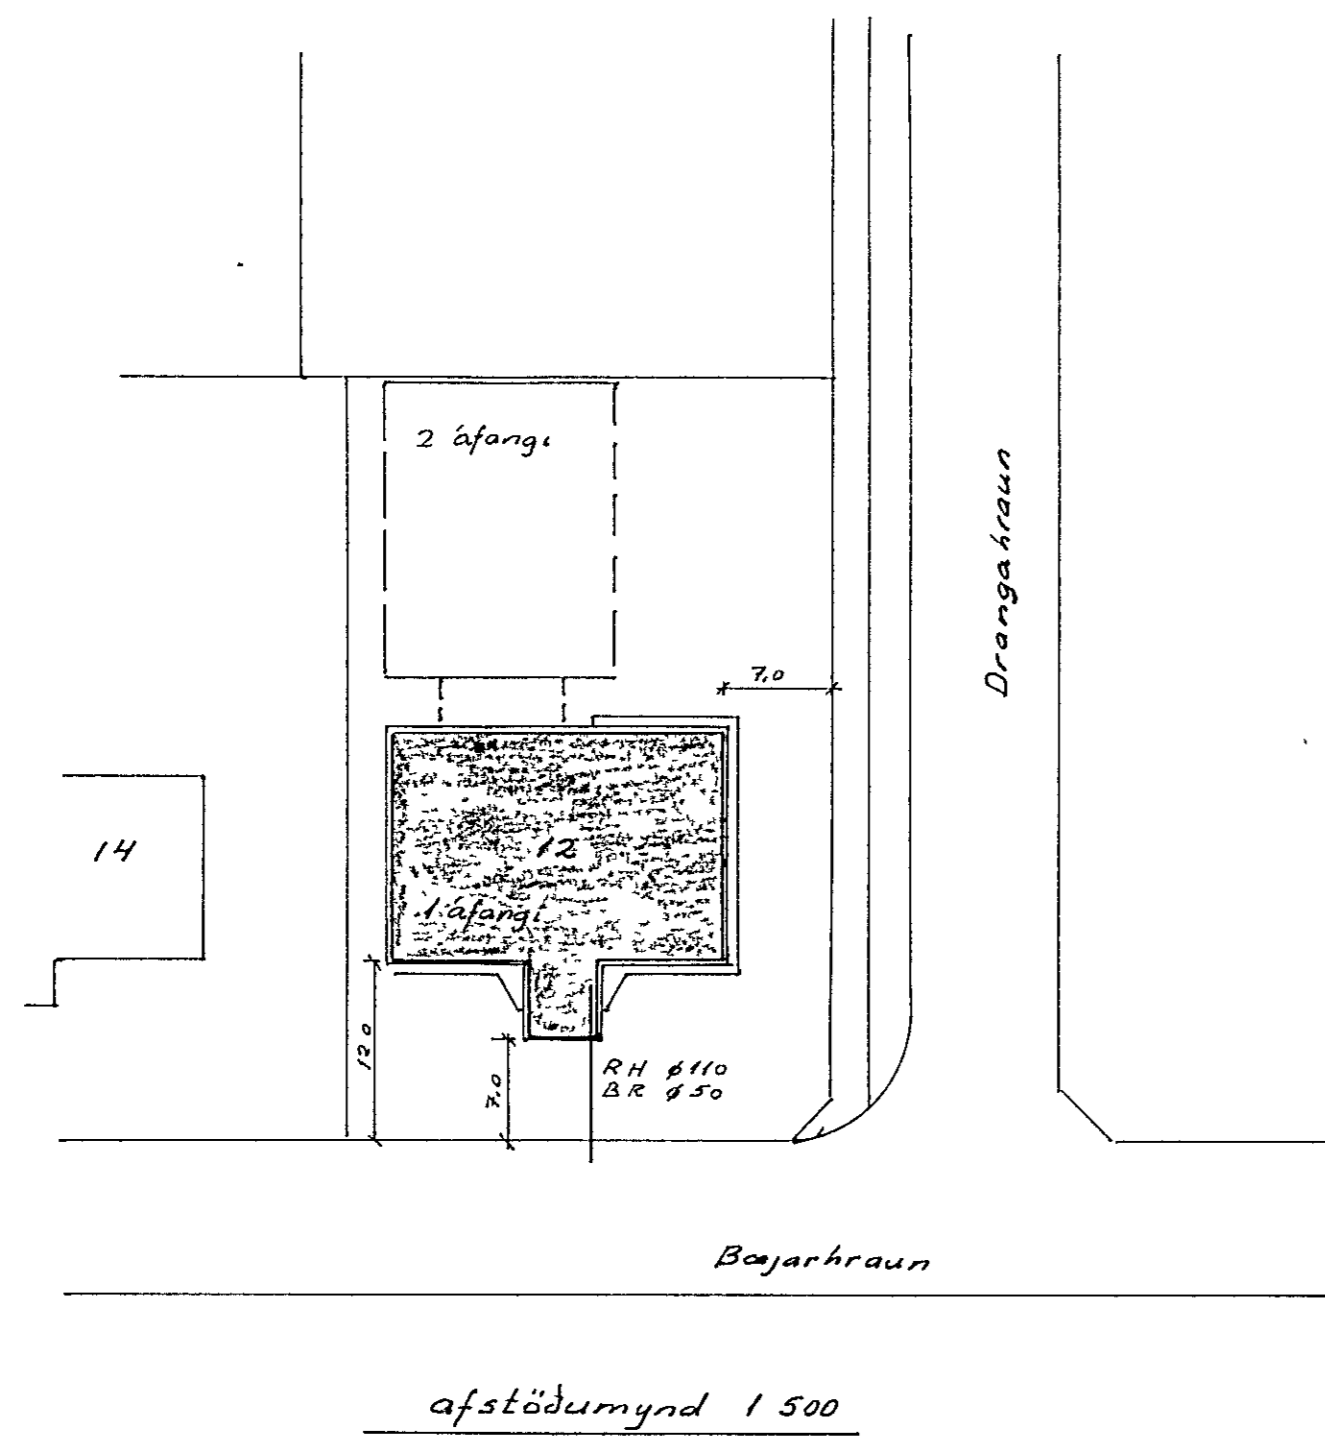 2 áfangi
Drangahraun
7,0
14
12
1 áfangi
12 0
7,0
RH ø110
BR ø50
Bæjarhraun
afstöðumynd 1 500